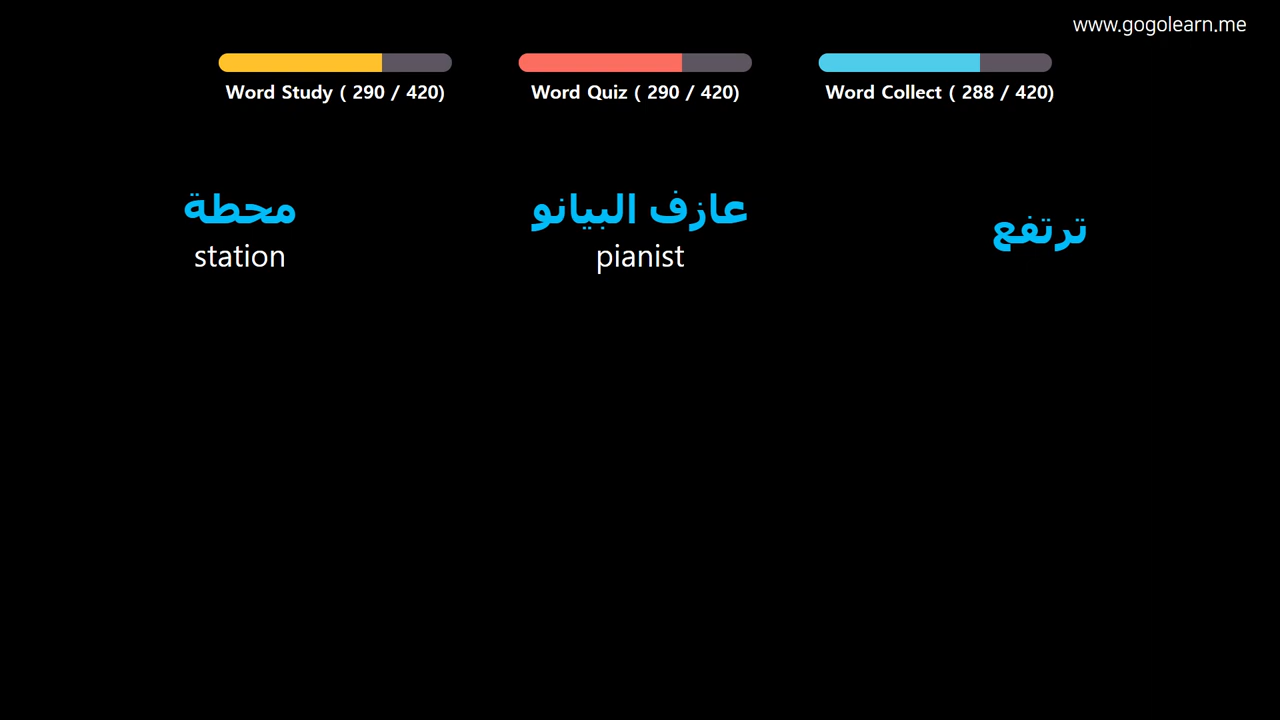 www.gogolearn.me
Word Study ( 290 / 420)
Word Quiz ( 290 / 420)
Word Collect ( 288 / 420)
محطة
station
عازف البيانو
pianist
ترتفع